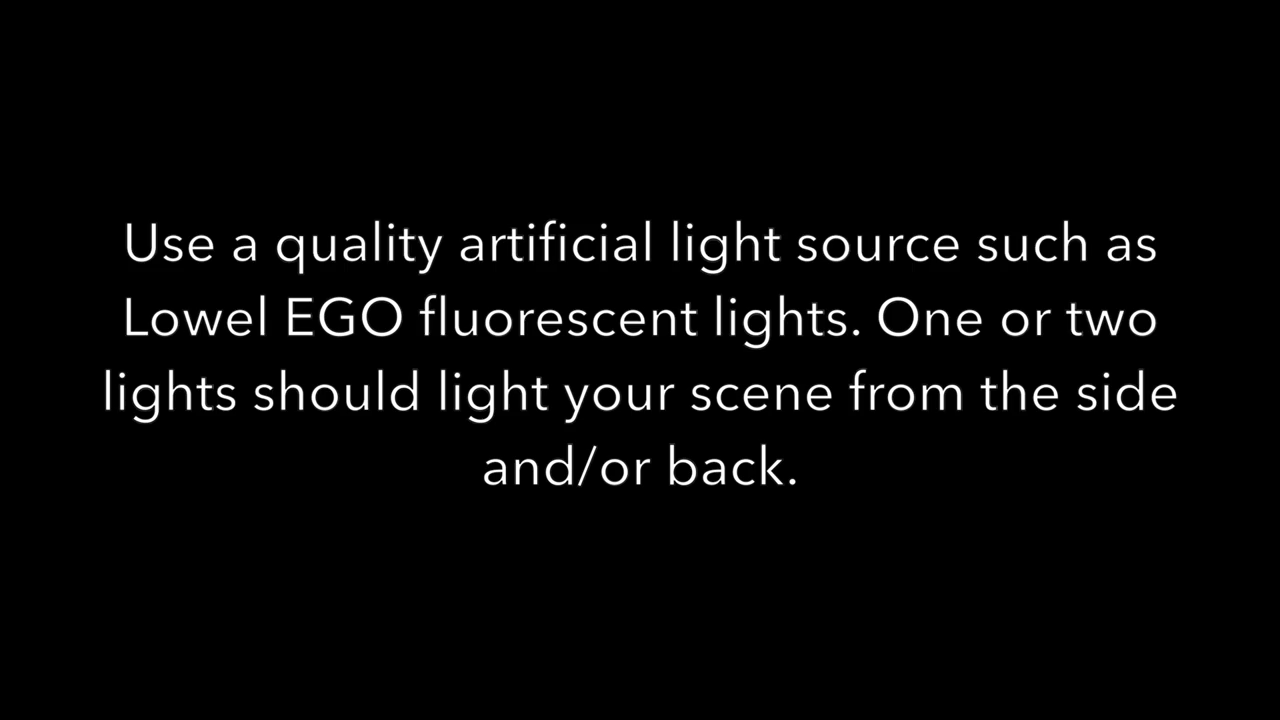 Use a quality artificial light source such as
Lowel EGO fluorescent lights. One or two
lights should light your scene from the side
and/or back.